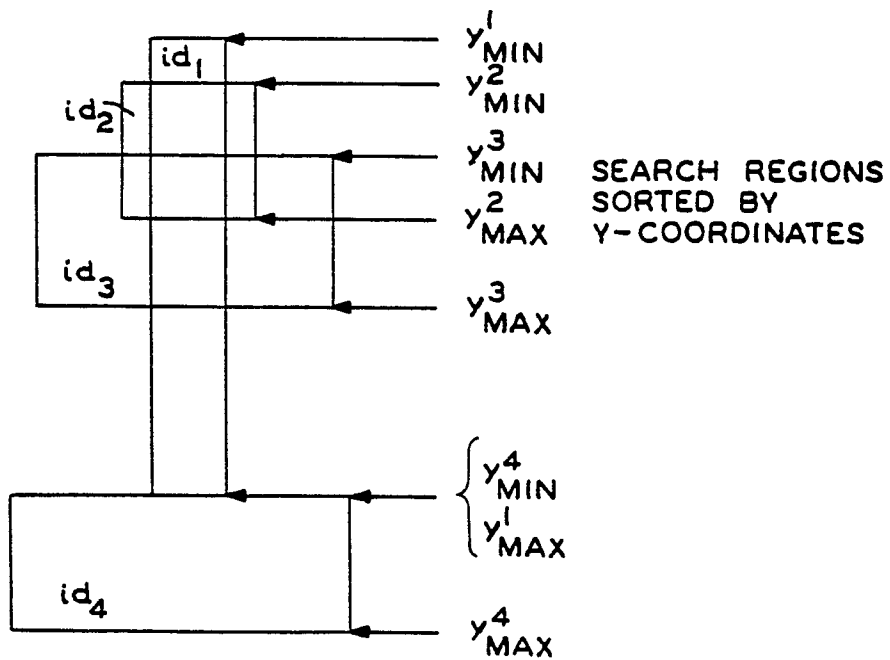 id₁
y¹MIN
y²MIN
id₂
y³MIN
SEARCH REGIONS
SORTED BY
Y-COORDINATES
y²MAX
id₃
y³MAX
y⁴MIN
y¹MAX
id₄
y⁴MAX